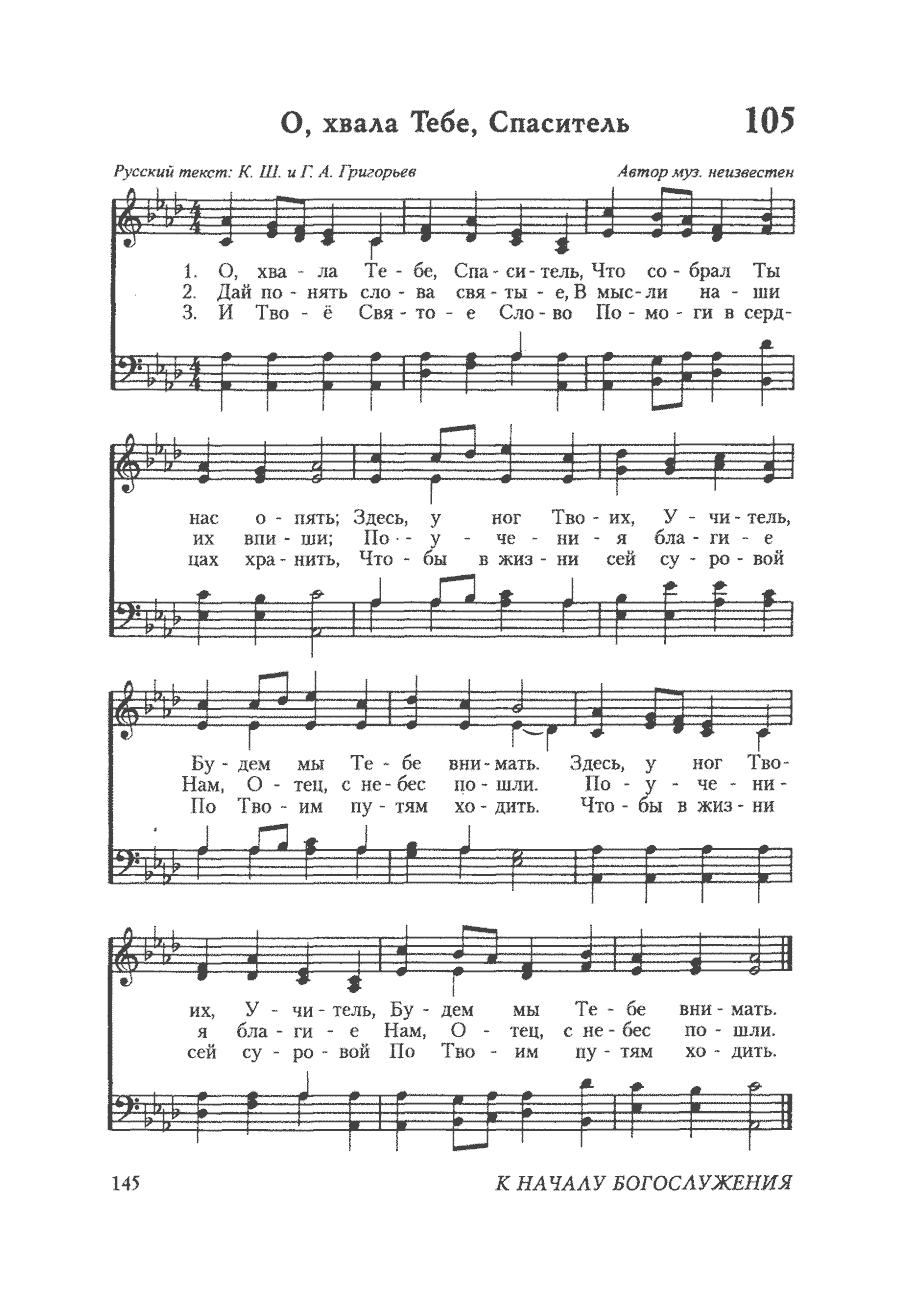 О, хвала Тебе, Спаситель 105
Русский текст: К. Ш. и Г. А. Григорьев Автор муз. неизвестен
1. О, хва - ла Те - бе, Спа - си - тель, Что со - брал Ты
2. Дай по - нять сло - ва свя - ты - е, В мыс - ли на - ши
3. И Тво - ё Свя - то - е Сло - во По - мо - ги в серд-
нас о - пять; Здесь, у ног Тво - их, У - чи - тель,
их впи - ши; По - у - че - ни - я бла - ги - е
цах хра - нить, Что - бы в жиз - ни сей су - ро - вой
Бу - дем мы Те - бе вни - мать. Здесь, у ног Тво-
Нам, О - тец, с не - бес по - шли. По - у - че - ни -
По Тво - им пу - тям хо - дить. Что - бы в жиз - ни
их, У - чи - тель, Бу - дем мы Те - бе вни - мать.
я бла - ги - е Нам, О - тец, с не - бес по - шли.
сей су - ро - вой По Тво - им пу - тям хо - дить.
145 К НАЧАЛУ БОГОСЛУЖЕНИЯ